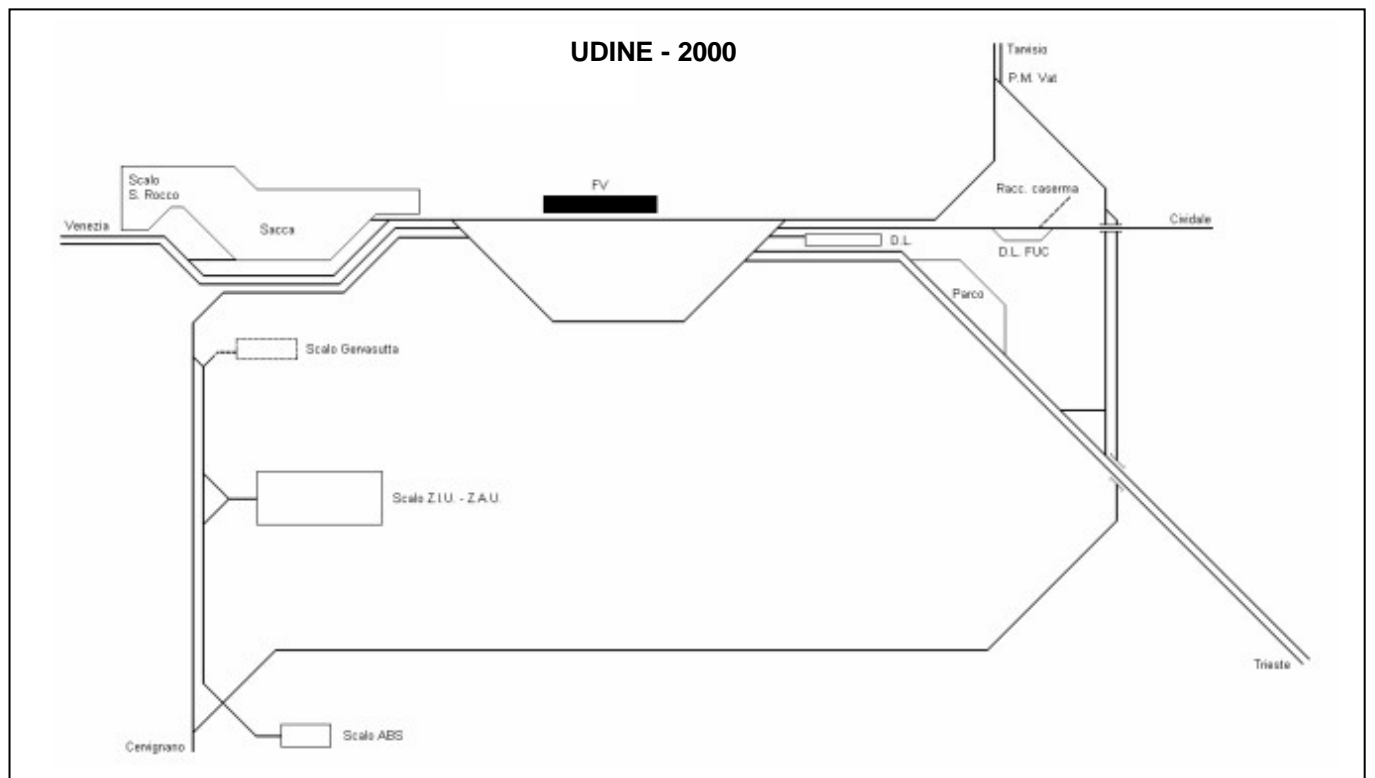 UDINE - 2000
Tarvisio
P.M. Vat
Scalo
S. Rocco
FV
Racc. caserma
Venezia
Sacca
Cividale
D.L.
D.L. FUC
Parco
Scalo Gervasutta
Scalo Z.I.U. - Z.A.U.
Trieste
Scalo ABS
Cervignano